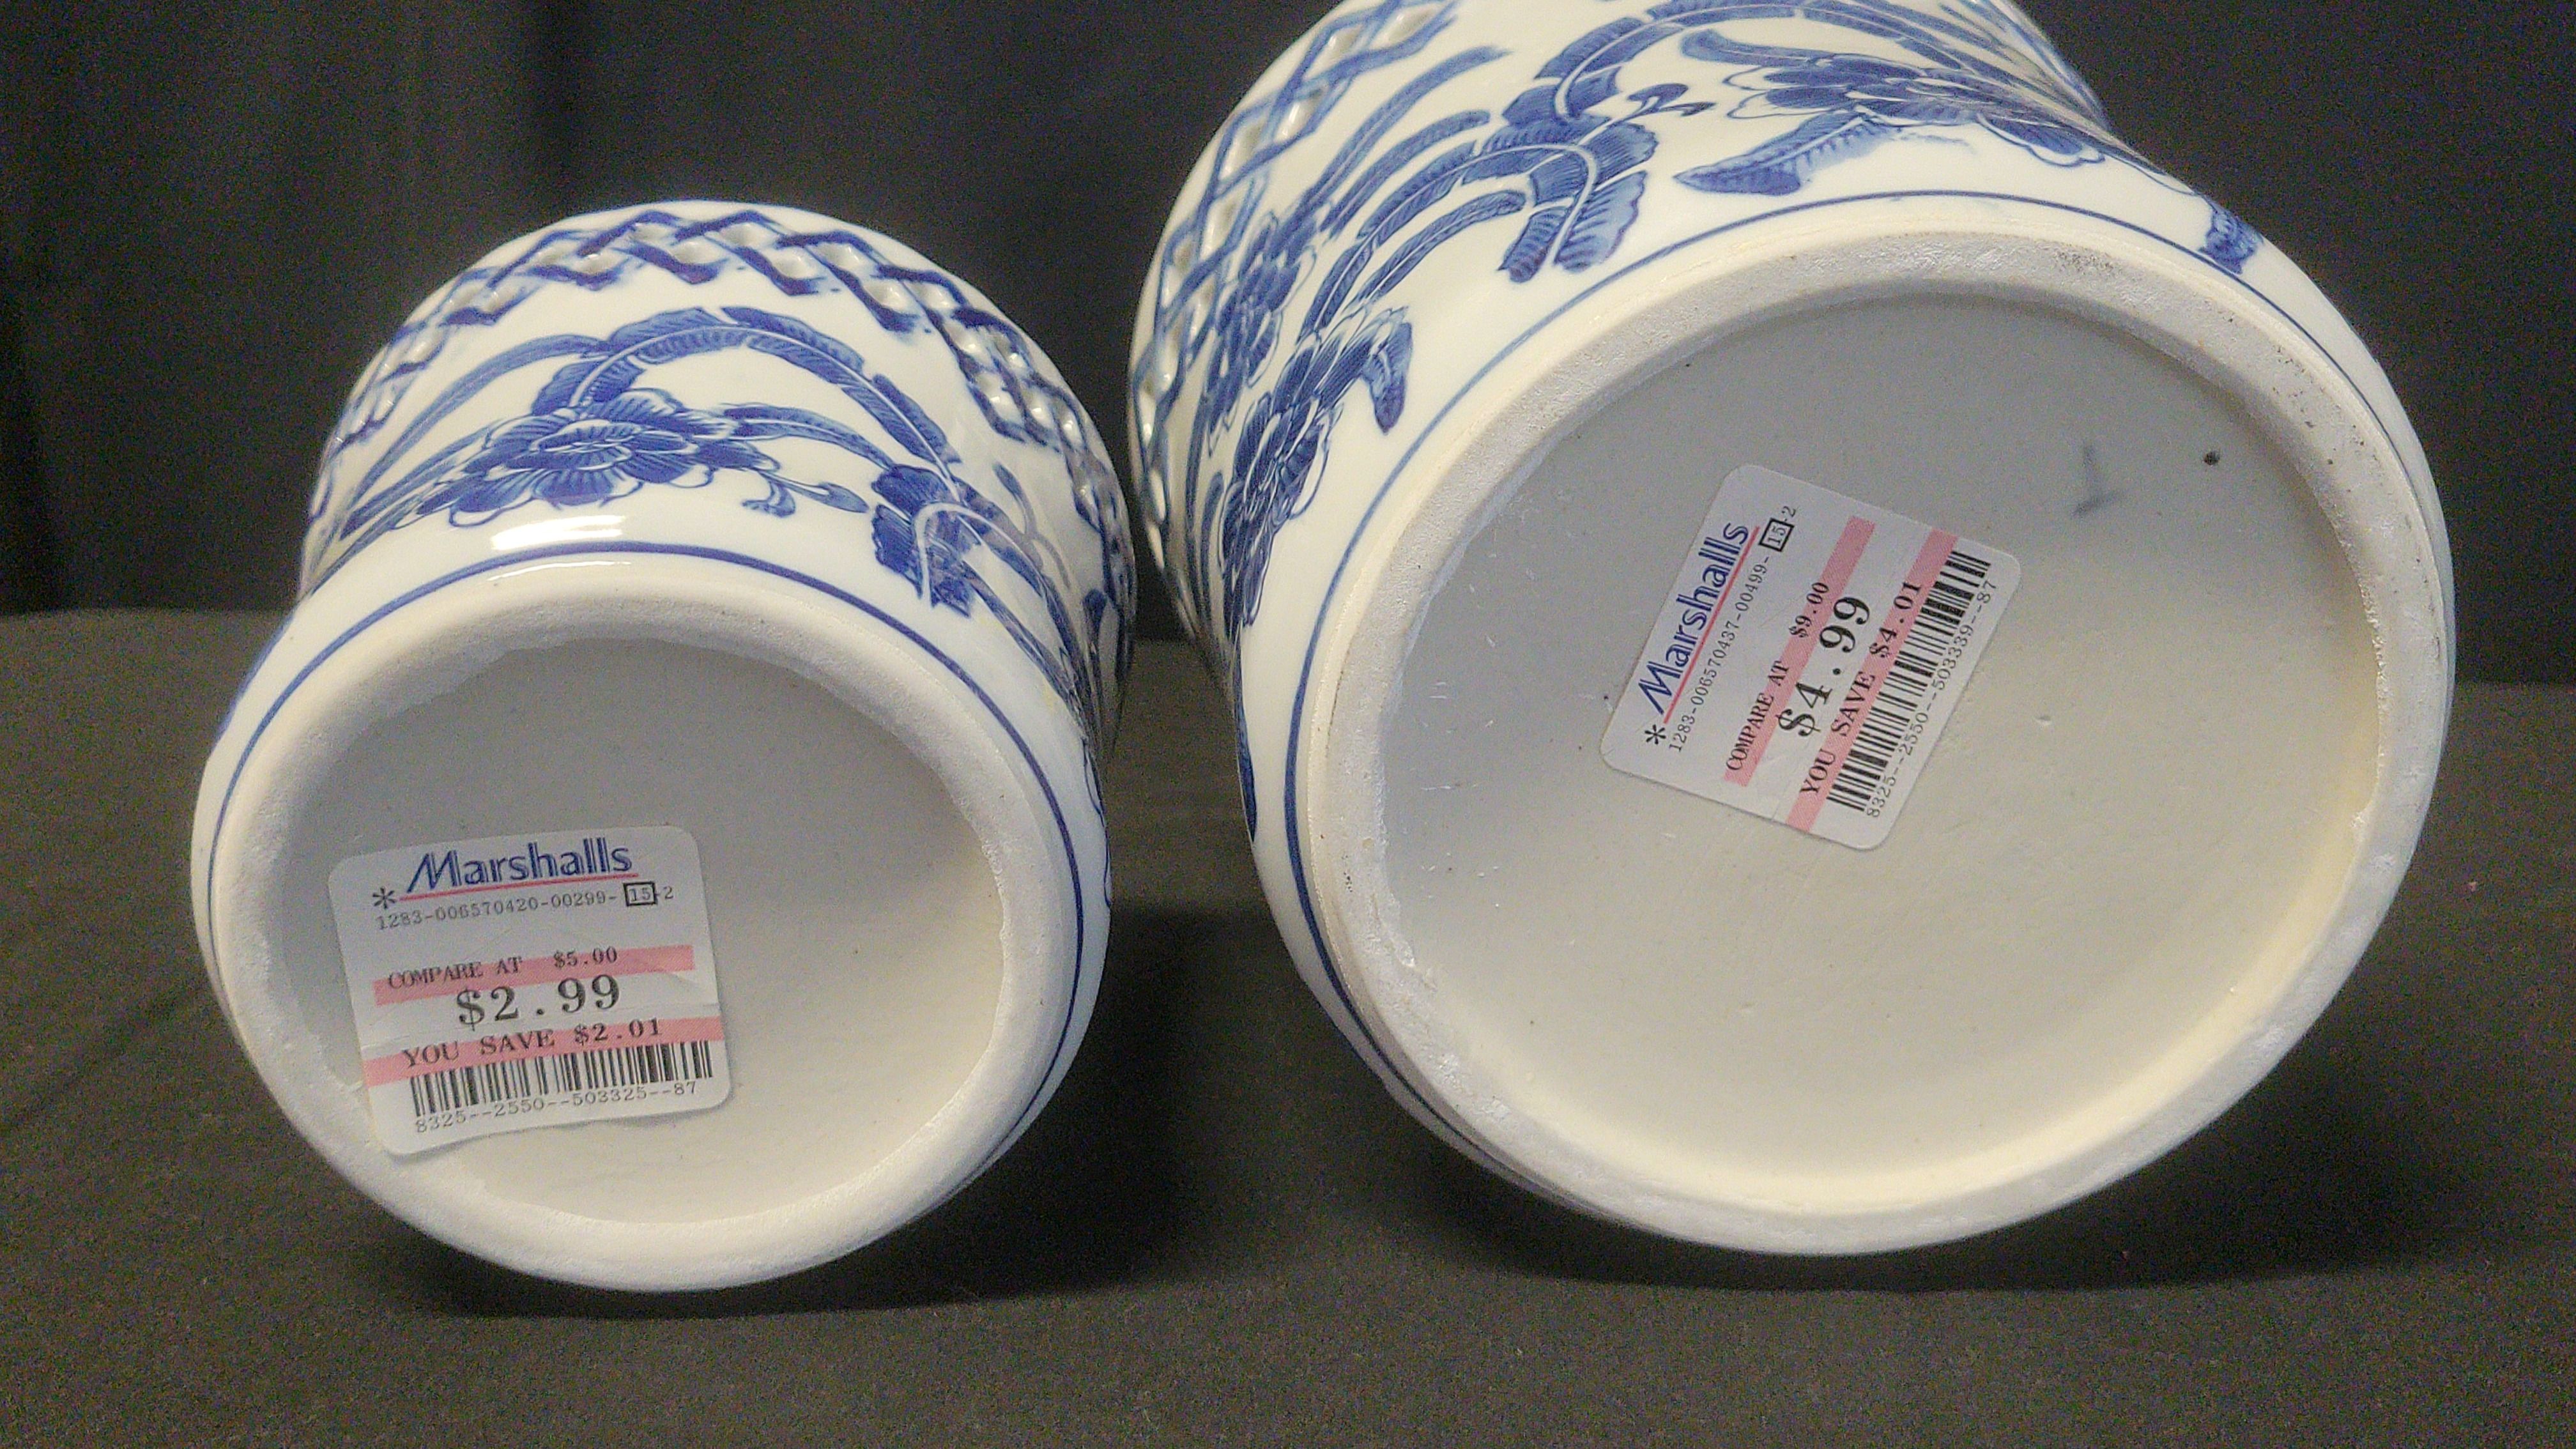 * Marshalls
1283-006570420-00299-15-2
COMPARE AT $5.00
$2.99
YOU SAVE $2.01
8325--2550--503325--87
* Marshalls
1283-006570437-00499-15-2
COMPARE AT $9.00
$4.99
YOU SAVE $4.01
8325--2550--503339--87